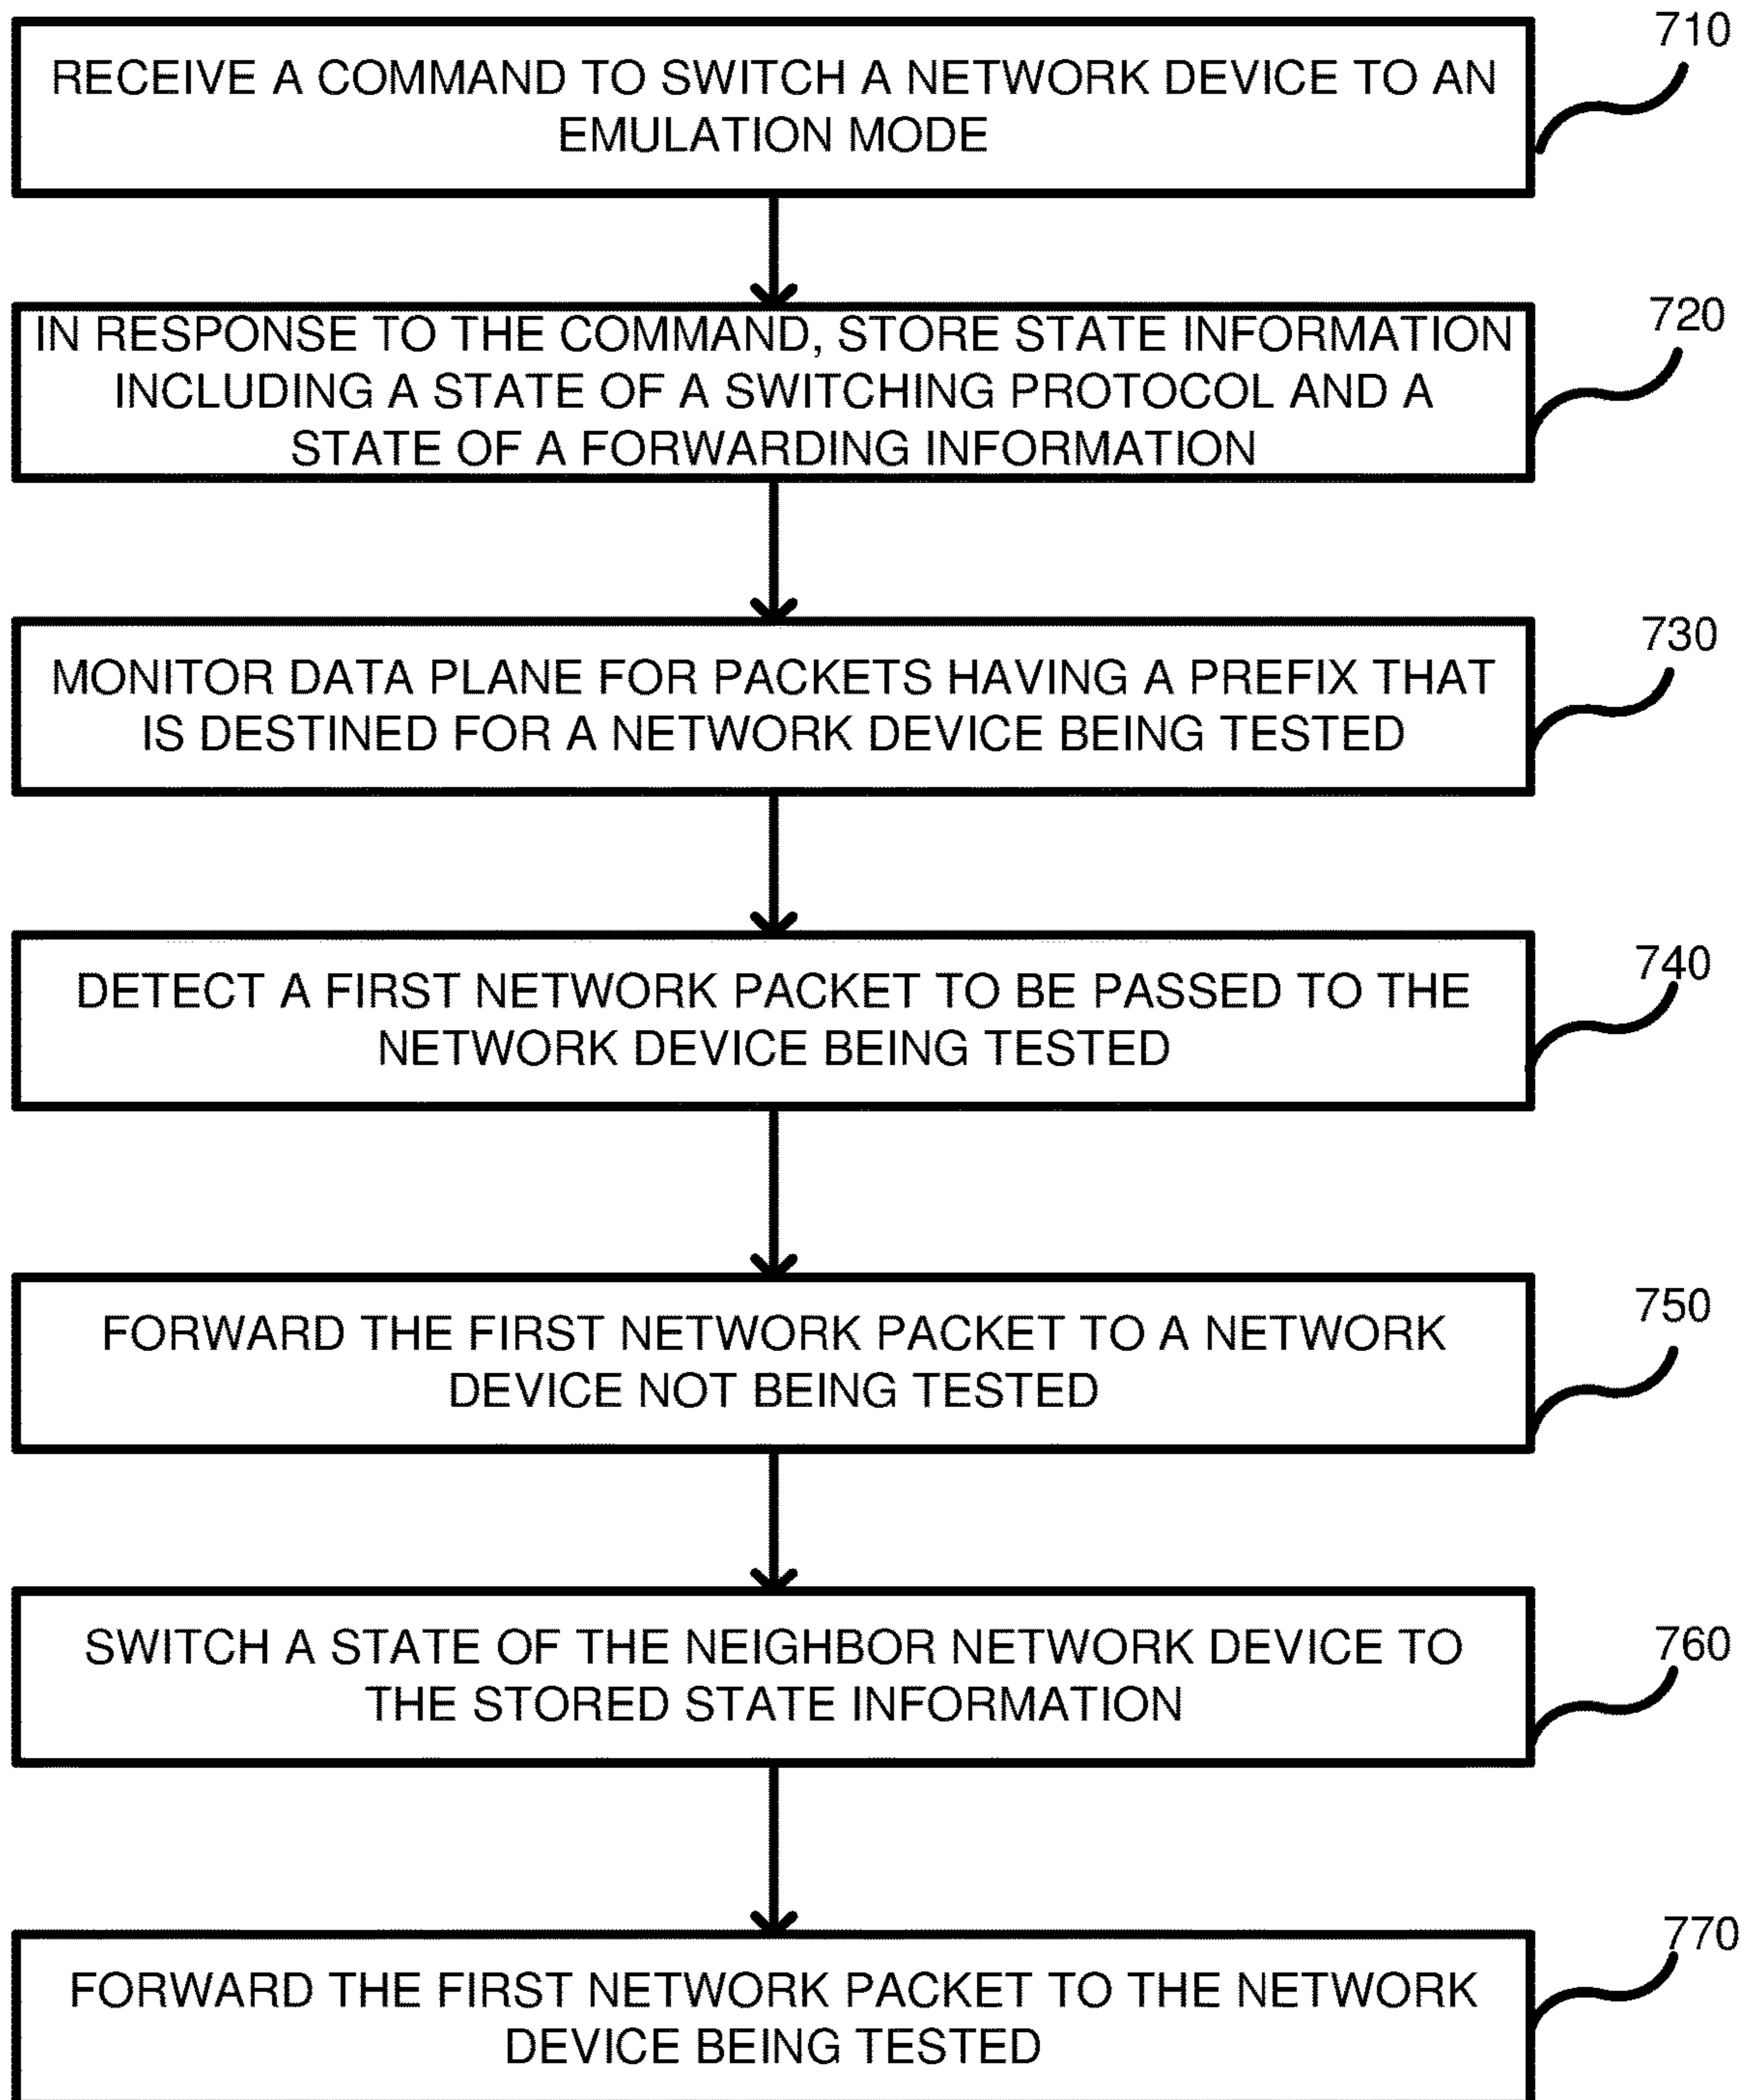 710
RECEIVE A COMMAND TO SWITCH A NETWORK DEVICE TO AN
EMULATION MODE
720
IN RESPONSE TO THE COMMAND, STORE STATE INFORMATION
INCLUDING A STATE OF A SWITCHING PROTOCOL AND A
STATE OF A FORWARDING INFORMATION
730
MONITOR DATA PLANE FOR PACKETS HAVING A PREFIX THAT
IS DESTINED FOR A NETWORK DEVICE BEING TESTED
740
DETECT A FIRST NETWORK PACKET TO BE PASSED TO THE
NETWORK DEVICE BEING TESTED
750
FORWARD THE FIRST NETWORK PACKET TO A NETWORK
DEVICE NOT BEING TESTED
760
SWITCH A STATE OF THE NEIGHBOR NETWORK DEVICE TO
THE STORED STATE INFORMATION
770
FORWARD THE FIRST NETWORK PACKET TO THE NETWORK
DEVICE BEING TESTED